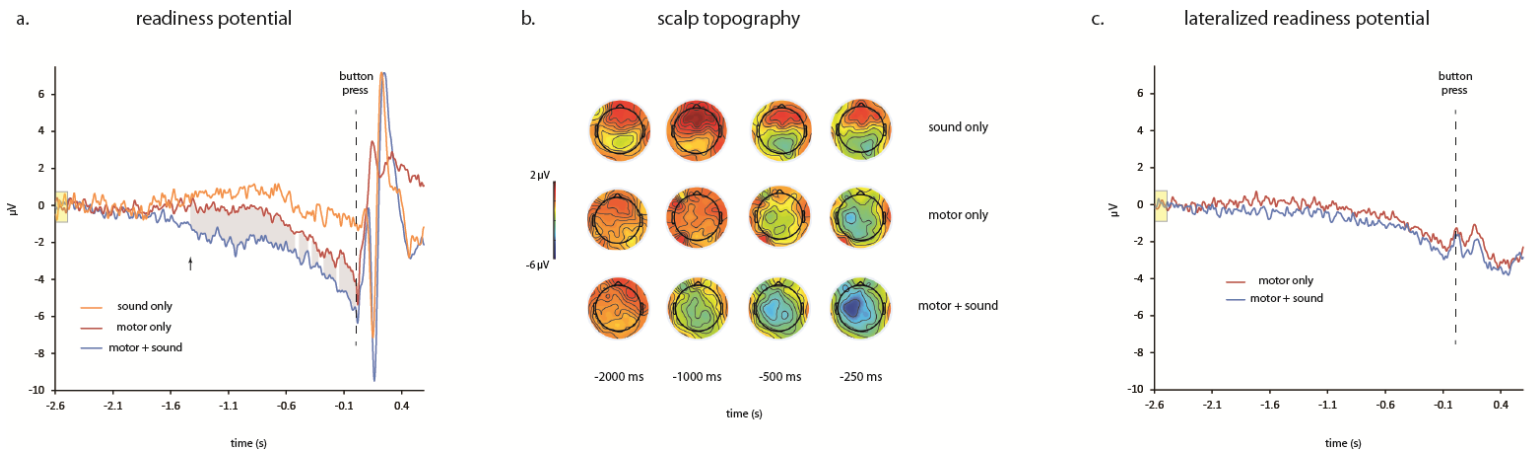 a.
readiness potential
b.
scalp topography
c.
lateralized readiness potential
button
press
6
4
2
0
-2
-4
-6
-8
-10
µV
sound only
motor only
motor + sound
-2.6
-2.1
-1.6
-1.1
-0.6
-0.1
0.4
time (s)
2 µV
-6 µV
sound only
motor only
motor + sound
-2000 ms
-1000 ms
-500 ms
-250 ms
time (s)
button
press
6
4
2
0
-2
-4
-6
-8
-10
µV
motor only
motor + sound
-2.6
-2.1
-1.6
-1.1
-0.6
-0.1
0.4
time (s)